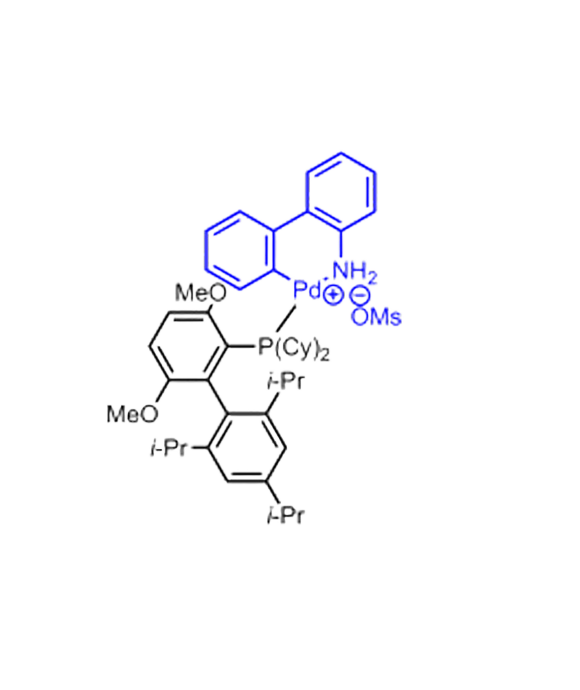 NH2
MeO
Pd⊕ ⊖
OMs
P(Cy)2
i-Pr
MeO
i-Pr
i-Pr